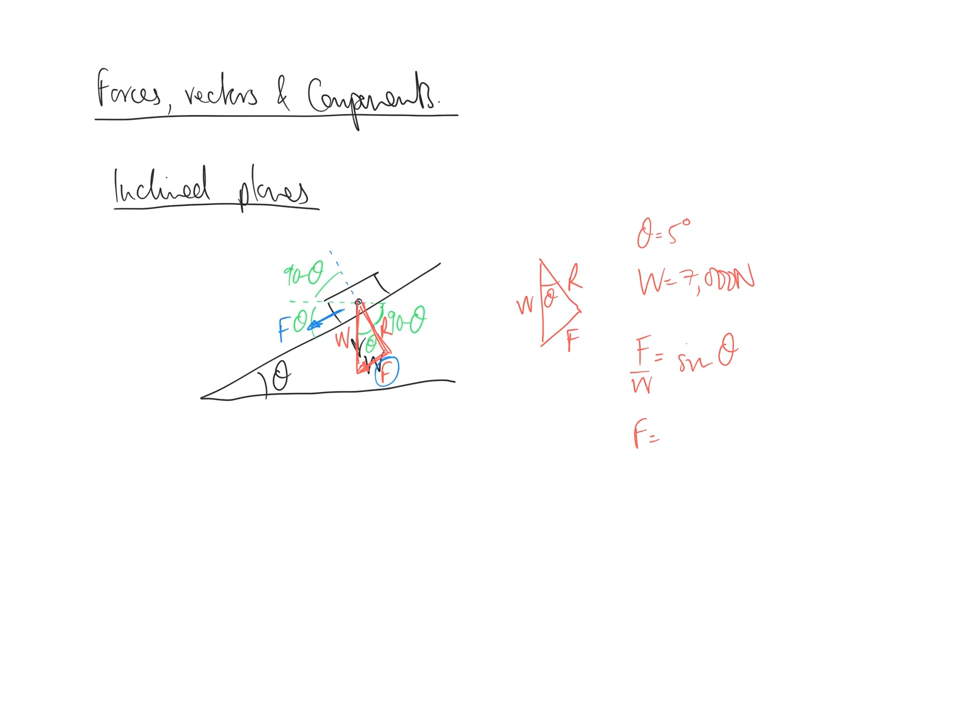 Forces, vectors & Components.
Inclined planes
90-θ
θ
F
W
R
90-θ
θ
W
F
θ
W
θ
R
F
θ=5°
W=7,000N
F/W = sin θ
F=